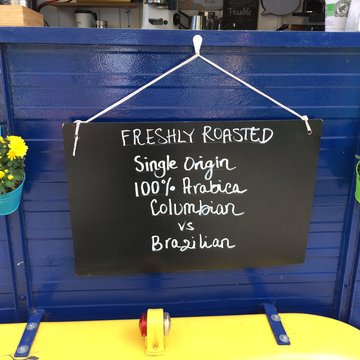 FRESHLY ROASTED
Single Origin
100% Arabica
Columbian
vs
Brazilian